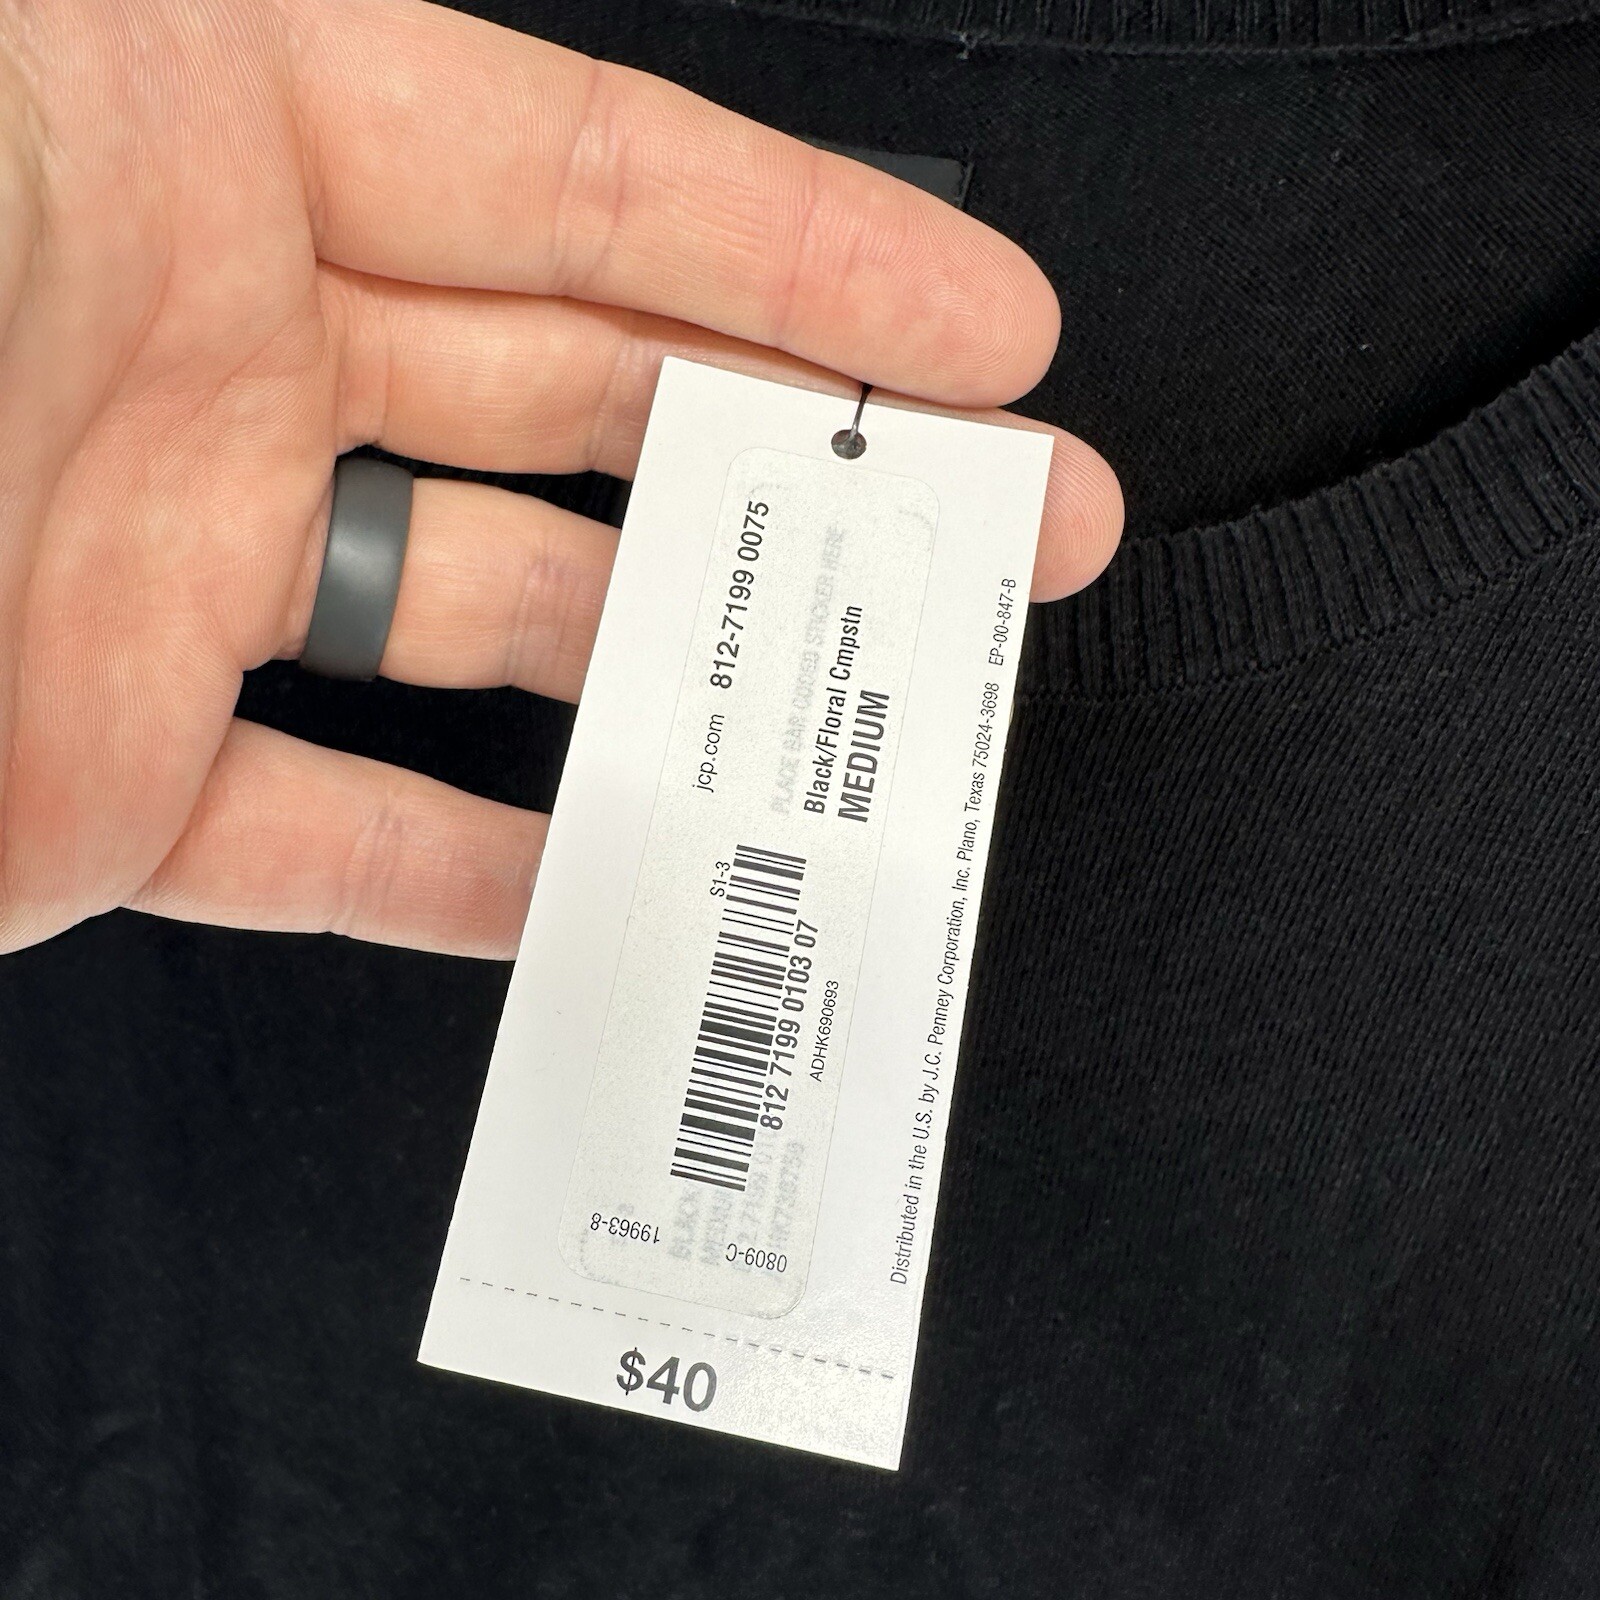 jcp.com 812-7199 0075
PLACE BAR CODED STICKER HERE
Black/Floral Cmpstn
MEDIUM
S1-3
812 7199 0103 07
ADHK690693
19963-8
0809-C
Distributed in the U.S. by J.C. Penney Corporation, Inc. Plano, Texas 75024-3698 EP-00-847-B
$40